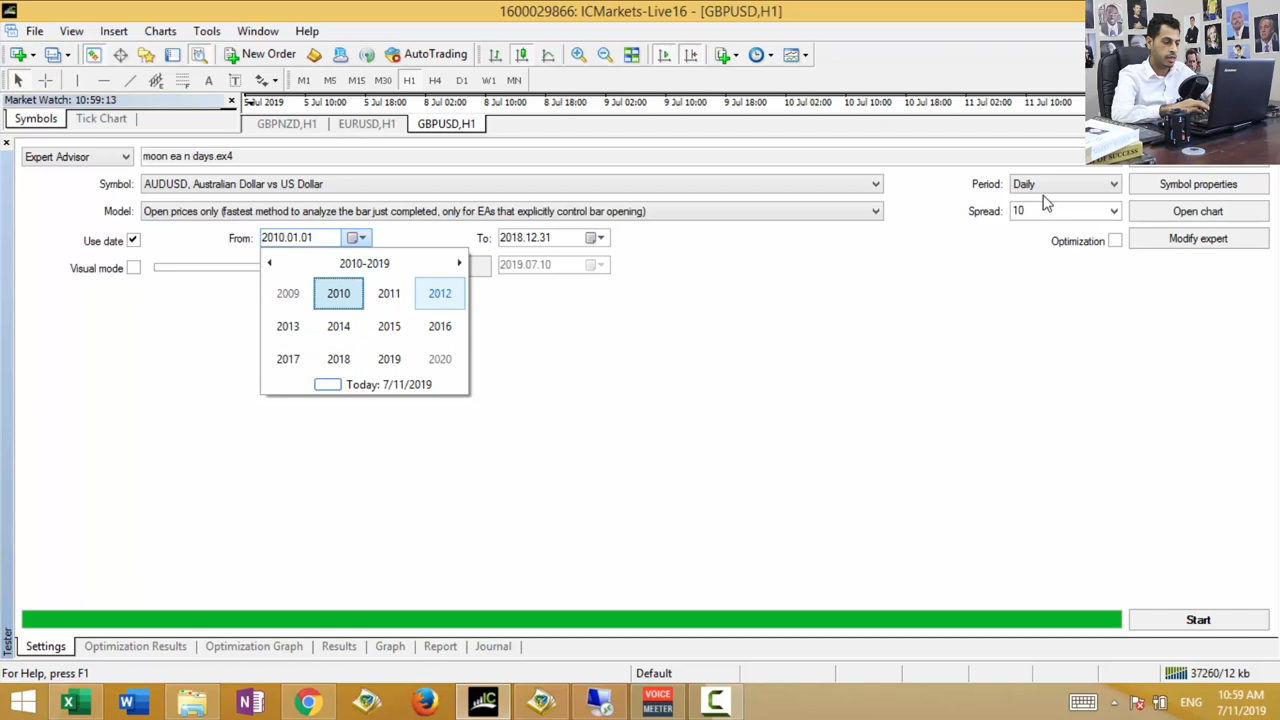 1600029866: ICMarkets-Live16 - [GBPUSD,H1]
File View Insert Charts Tools Window Help
New Order AutoTrading
A T M1 M5 M15 M30 H1 H4 D1 W1 MN
Market Watch: 10:59:13
Symbols Tick Chart
5 Jul 2019 5 Jul 10:00 5 Jul 18:00 8 Jul 02:00 8 Jul 10:00 8 Jul 18:00 9 Jul 02:00 9 Jul 10:00 9 Jul 18:00 10 Jul 02:00 10 Jul 10:00 10 Jul 18:00 11 Jul 02:00 11 Jul 10:00
GBPNZD,H1 EURUSD,H1 GBPUSD,H1
Expert Advisor moon ea n days.ex4
Symbol: AUDUSD, Australian Dollar vs US Dollar Period: Daily Symbol properties
Model: Open prices only (fastest method to analyze the bar just completed, only for EAs that explicitly control bar opening) Spread: 10 Open chart
Use date From: 2010.01.01 To: 2018.12.31 Optimization Modify expert
Visual mode 2019.07.10
2010-2019
2009 2010 2011 2012
2013 2014 2015 2016
2017 2018 2019 2020
Today: 7/11/2019
Start
Tester
Settings Optimization Results Optimization Graph Results Graph Report Journal
For Help, press F1 Default 37260/12 kb
VOICE
MEETER
ENG
10:59 AM
7/11/2019
OF SUCCESS